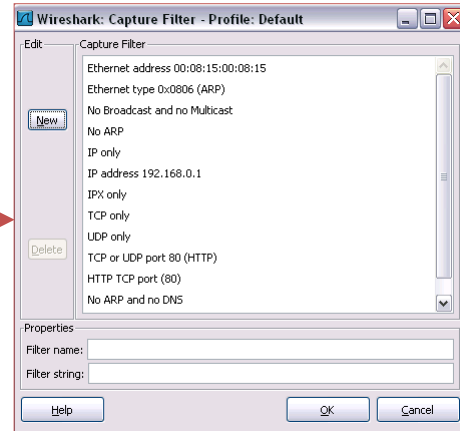 Wireshark: Capture Filter - Profile: Default
Edit
Capture Filter
Ethernet address 00:08:15:00:08:15
Ethernet type 0x0806 (ARP)
No Broadcast and no Multicast
New
No ARP
IP only
IP address 192.168.0.1
IPX only
TCP only
UDP only
Delete
TCP or UDP port 80 (HTTP)
HTTP TCP port (80)
No ARP and no DNS
Properties
Filter name:
Filter string:
Help
OK
Cancel